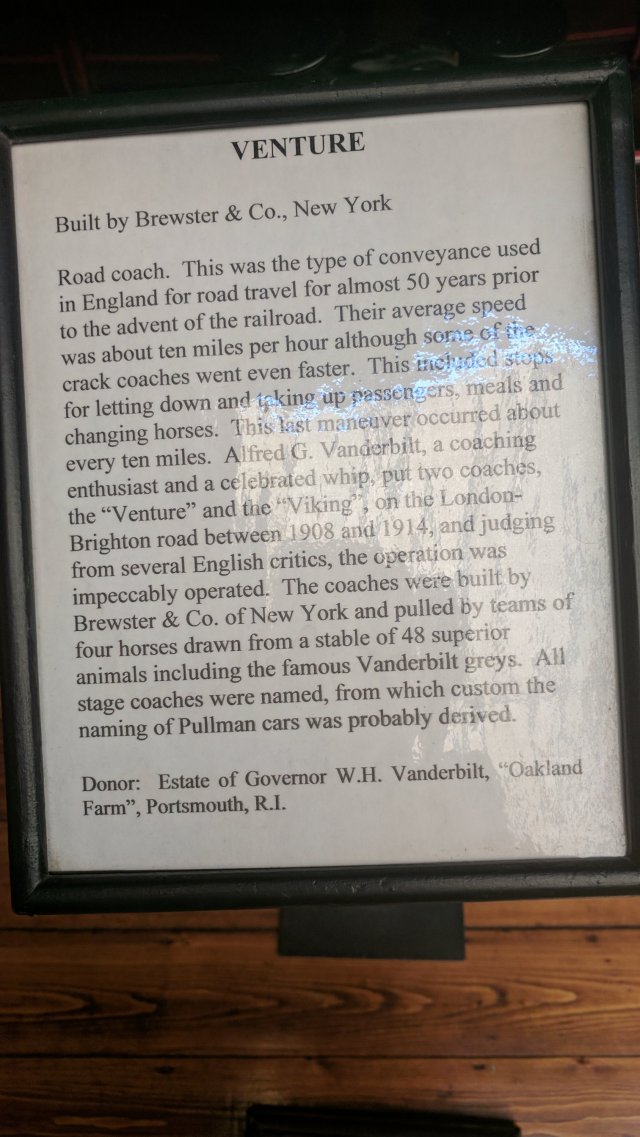 VENTURE
Built by Brewster & Co., New York
Road coach. This was the type of conveyance used
in England for road travel for almost 50 years prior
to the advent of the railroad. Their average speed
was about ten miles per hour although some of the
crack coaches went even faster. This included stops
for letting down and taking up passengers, meals and
changing horses. This last maneuver occurred about
every ten miles. Alfred G. Vanderbilt, a coaching
enthusiast and a celebrated whip, put two coaches,
the “Venture” and the “Viking”, on the London-
Brighton road between 1908 and 1914, and judging
from several English critics, the operation was
impeccably operated. The coaches were built by
Brewster & Co. of New York and pulled by teams of
four horses drawn from a stable of 48 superior
animals including the famous Vanderbilt greys. All
stage coaches were named, from which custom the
naming of Pullman cars was probably derived.
Donor: Estate of Governor W.H. Vanderbilt, “Oakland
Farm”, Portsmouth, R.I.